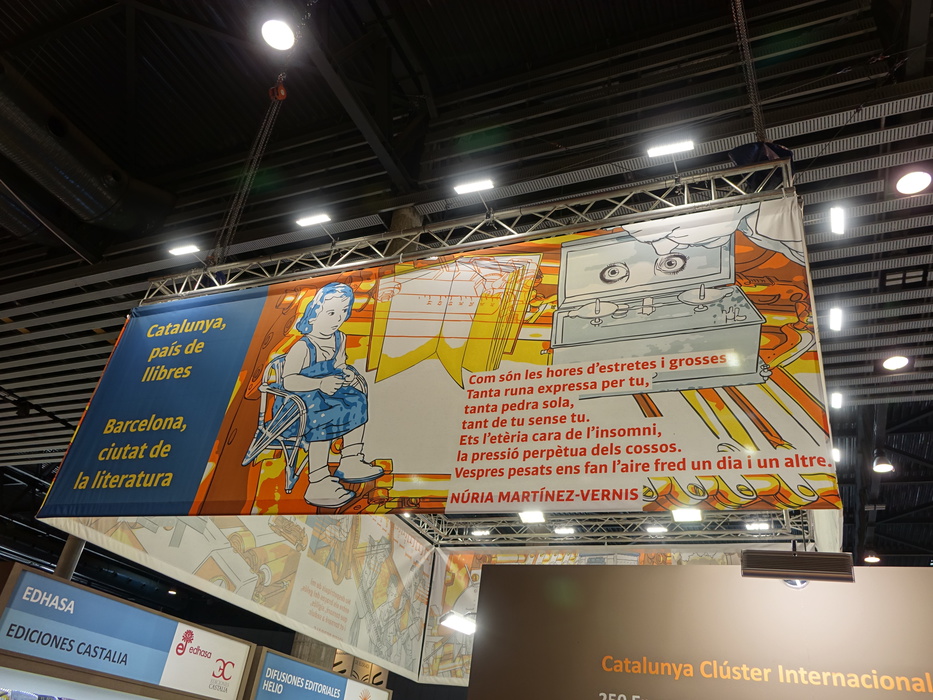 Catalunya,
país de
llibres
Barcelona,
ciutat de
la literatura
Com són les hores d'estretes i grosses
Tanta runa expressa per tu,
tanta pedra sola,
tant de tu sense tu.
Ets l'etèria cara de l'insomni,
la pressió perpètua dels cossos.
Vespres pesats ens fan l'aire fred un dia i un altre.
NÚRIA MARTÍNEZ-VERNIS
EDHASA
EDICIONES CASTALIA
edhasa
CASTALIA
DIFUSIONES EDITORIALES
HELIO
Catalunya Clúster Internacional